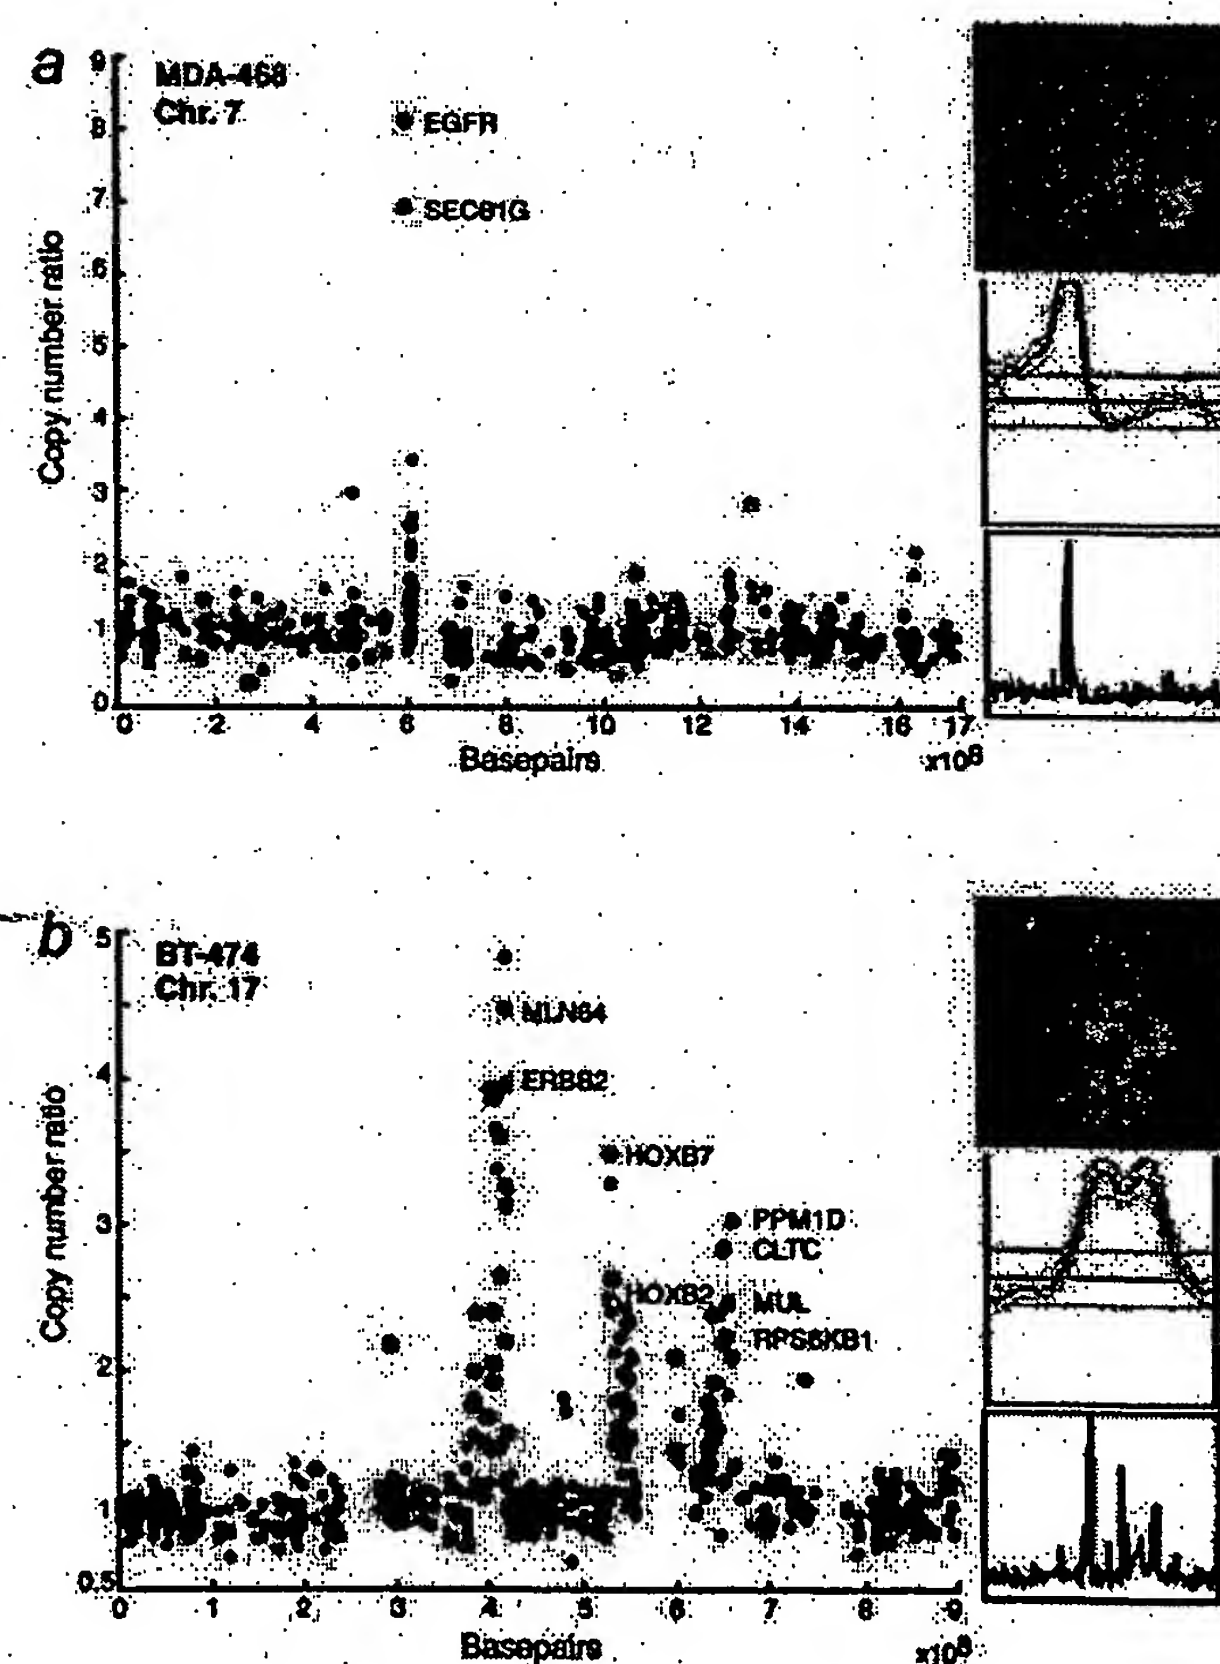 a
MDA-468
Chr. 7
9
8
7
6
5
4
3
2
1
0
Copy number ratio
EGFR
SEC61G
0 2 4 6 8 10 12 14 16 17
Basepairs
x10⁸
b
BT-474
Chr. 17
5
4
3
2
1
0.5
Copy number ratio
MLN64
ERBB2
HOXB7
PPM1D
CLTC
HOXB2
MUL
RPS6KB1
0 1 2 3 4 5 6 7 8 9
Basepairs
x10⁸